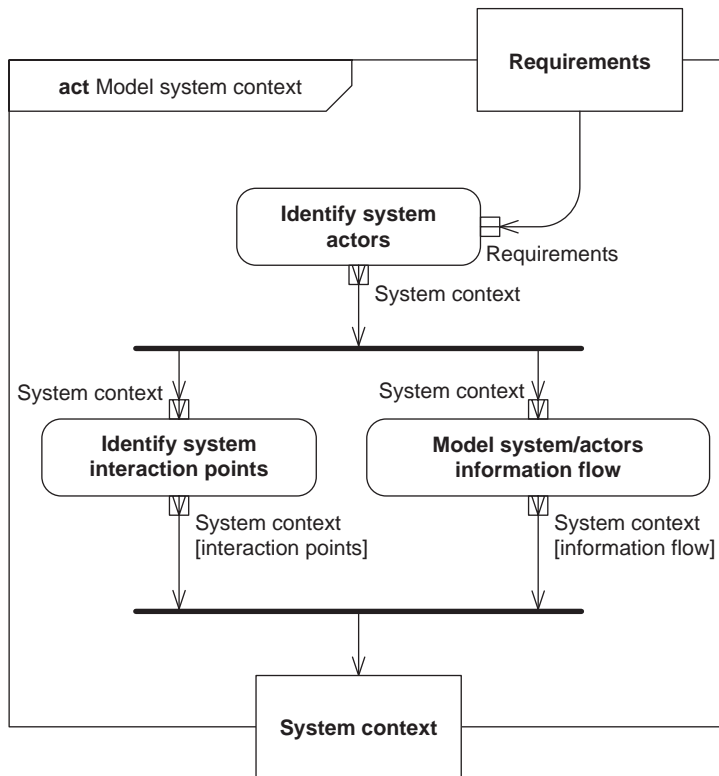 Requirements
act Model system context
Identify system
actors
Requirements
System context
System context
System context
Identify system
interaction points
Model system/actors
information flow
System context
[interaction points]
System context
[information flow]
System context